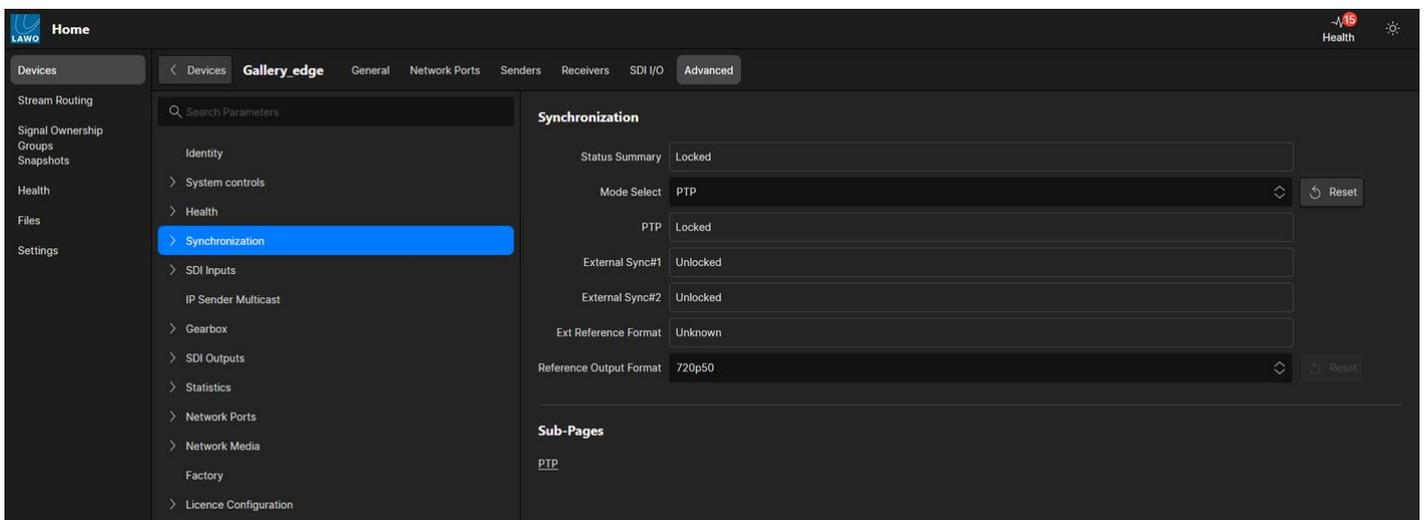 LAWO
Home
15
Health
Devices
Stream Routing
Signal Ownership
Groups
Snapshots
Health
Files
Settings
Devices Gallery_edge General Network Ports Senders Receivers SDI I/O Advanced
Search Parameters
Identity
System controls
Health
Synchronization
SDI Inputs
IP Sender Multicast
Gearbox
SDI Outputs
Statistics
Network Ports
Network Media
Factory
Licence Configuration
Synchronization
Status Summary Locked
Mode Select PTP Reset
PTP Locked
External Sync#1 Unlocked
External Sync#2 Unlocked
Ext Reference Format Unknown
Reference Output Format 720p50 Reset
Sub-Pages
PTP